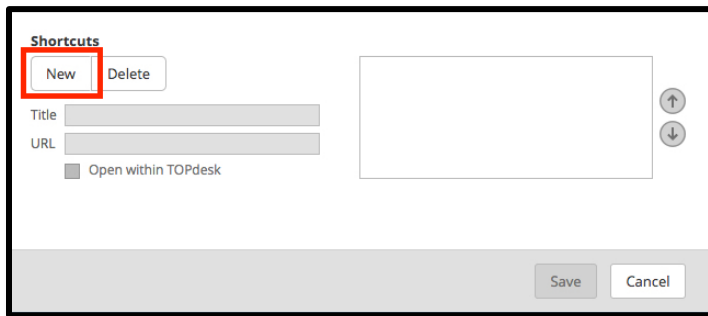 Shortcuts
New Delete
Title
URL
Open within TOPdesk
Save Cancel